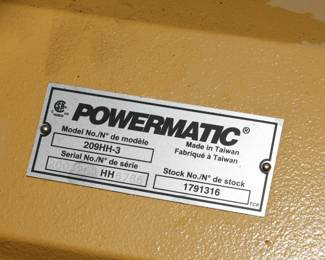 POWERMATIC®
Made in Taiwan
Fabriqué à Taiwan
Model No./N° de modèle
209HH-3
Serial No./N° de série
HH
Stock No./N° de stock
1791316
TCF